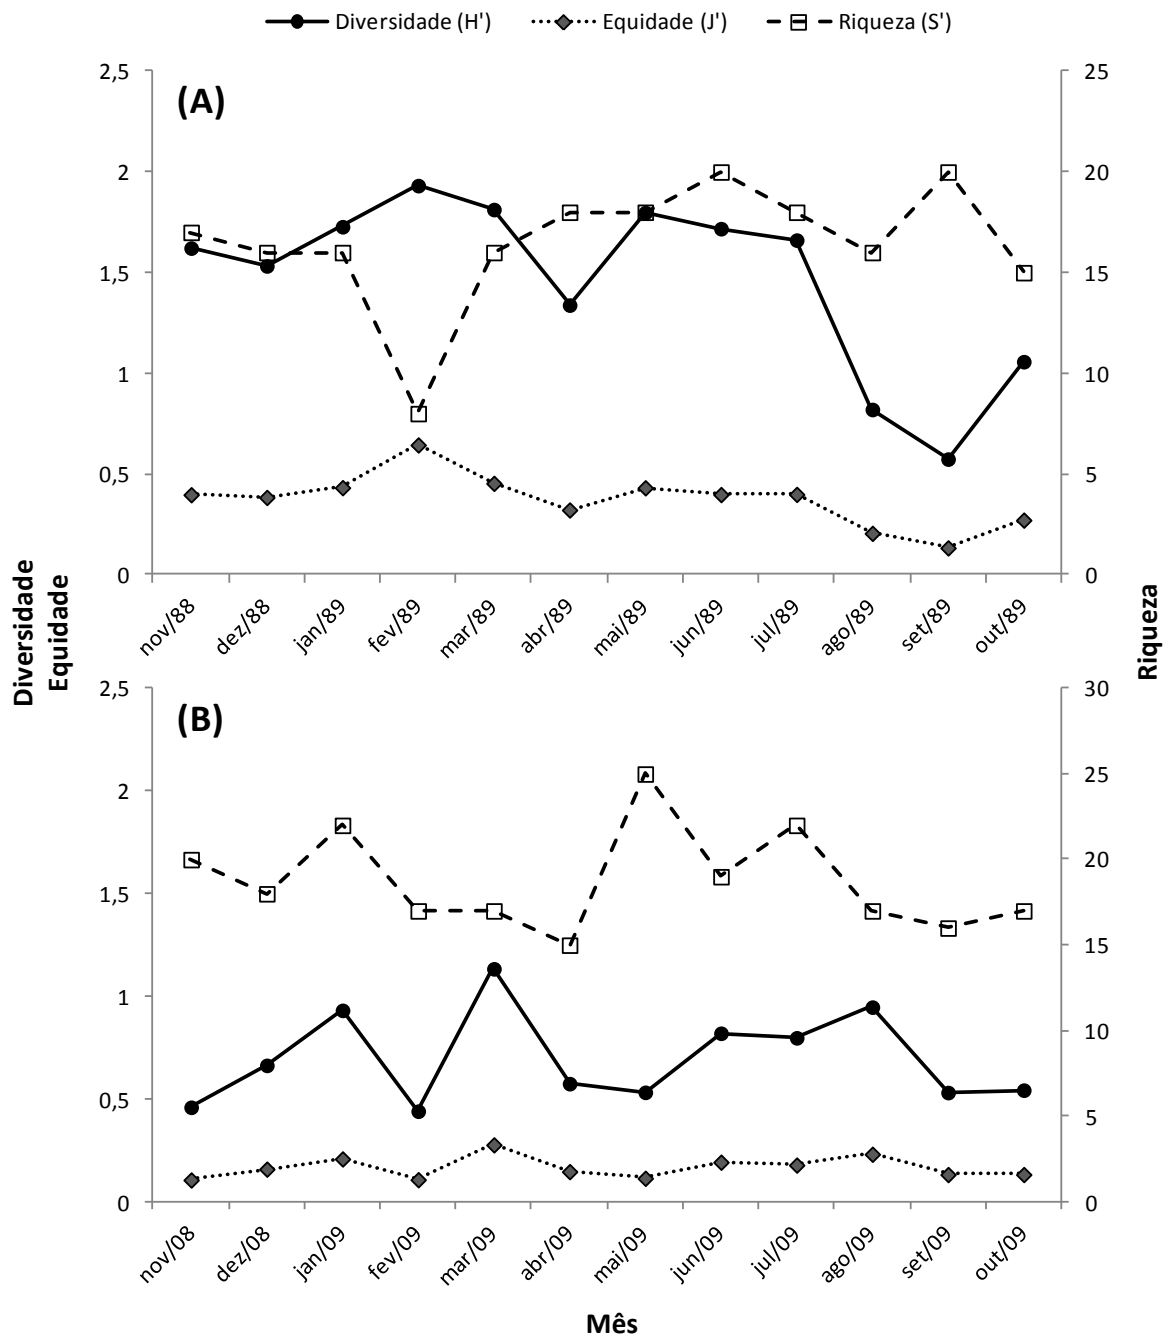 Diversidade (H') Equidade (J') Riqueza (S')
(A)
2,5
2
1,5
1
0,5
0
25
20
15
10
5
0
nov/88 dez/88 jan/89 fev/89 mar/89 abr/89 mai/89 jun/89 jul/89 ago/89 set/89 out/89
Diversidade
Equidade
Riqueza
(B)
2,5
2
1,5
1
0,5
0
30
25
20
15
10
5
0
nov/08 dez/08 jan/09 fev/09 mar/09 abr/09 mai/09 jun/09 jul/09 ago/09 set/09 out/09
Mês